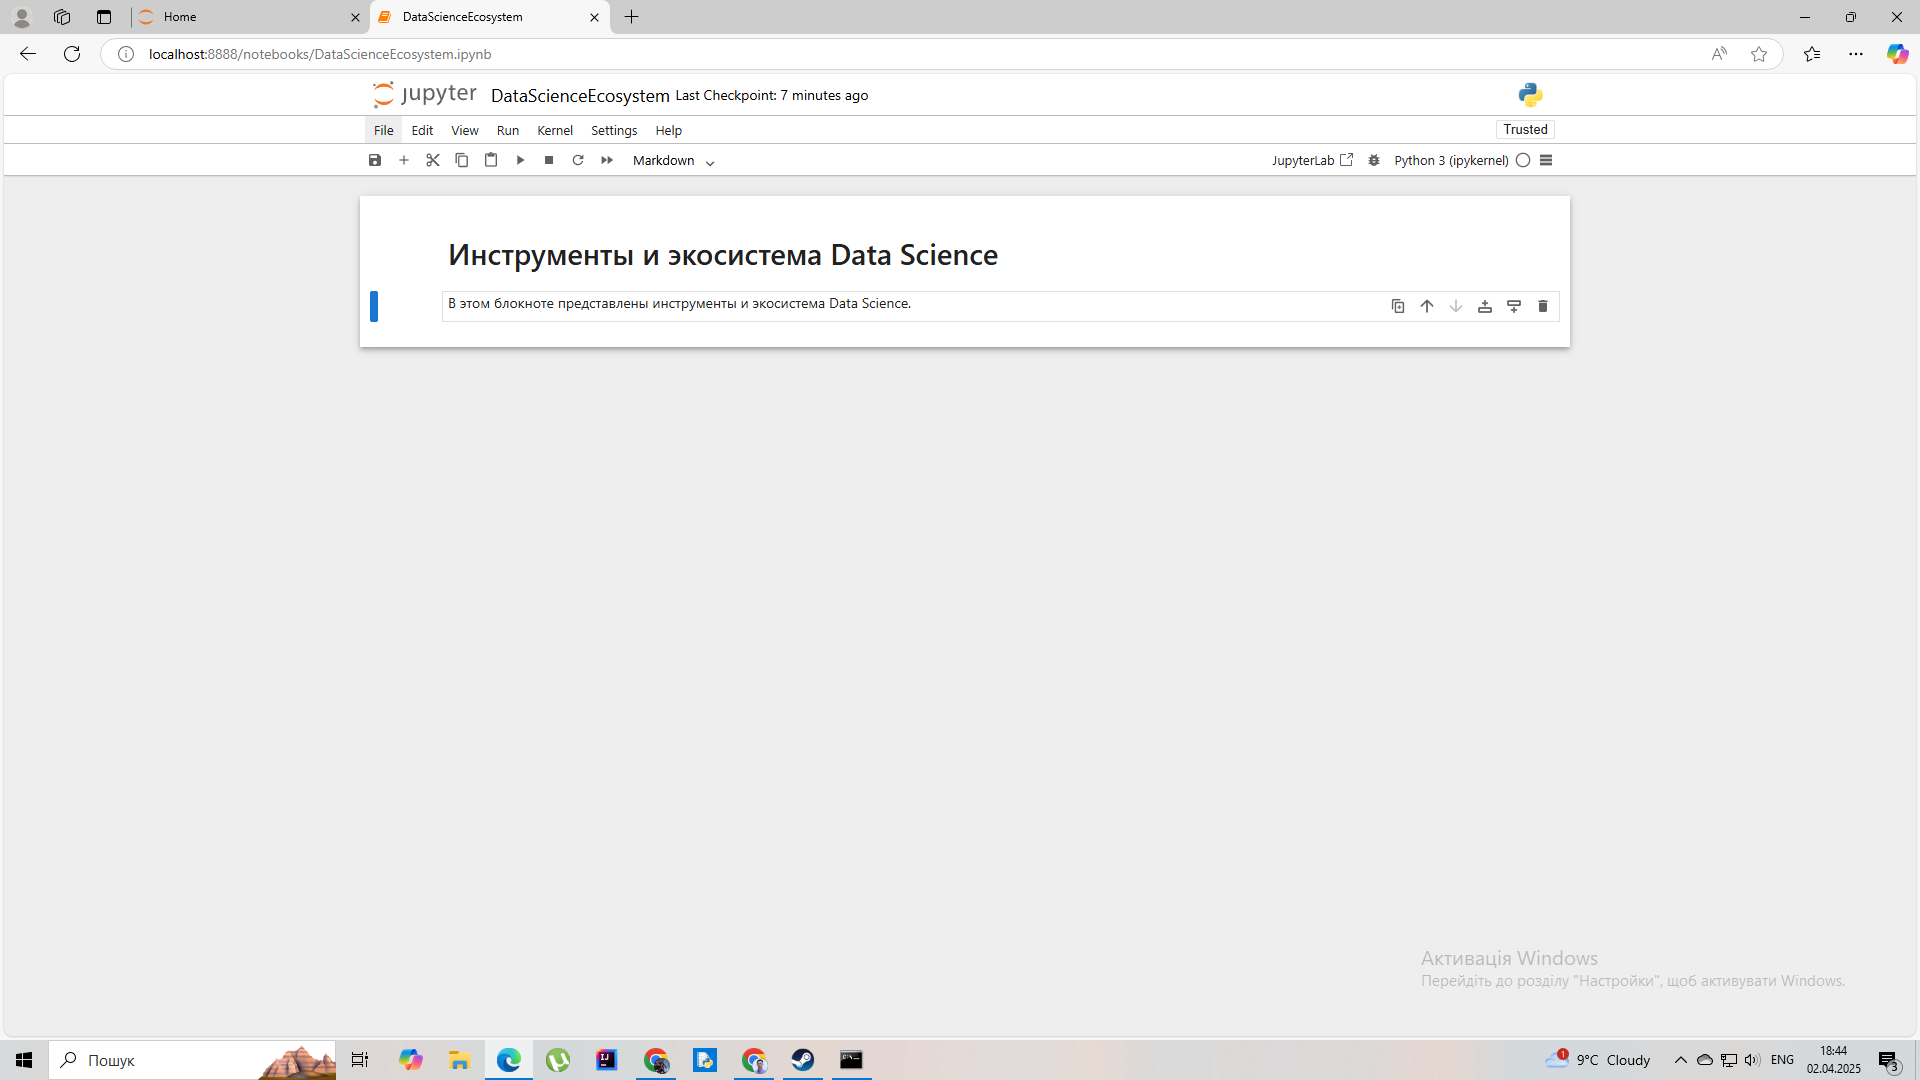 Home
DataScienceEcosystem
localhost:8888/notebooks/DataScienceEcosystem.ipynb
jupyter DataScienceEcosystem Last Checkpoint: 7 minutes ago
File Edit View Run Kernel Settings Help
Trusted
Markdown
JupyterLab
Python 3 (ipykernel)
Инструменты и экосистема Data Science
В этом блокноте представлены инструменты и экосистема Data Science.
Активація Windows
Перейдіть до розділу "Настройки", щоб активувати Windows.
Пошук
1
9°C Cloudy
ENG
18:44
02.04.2025
3